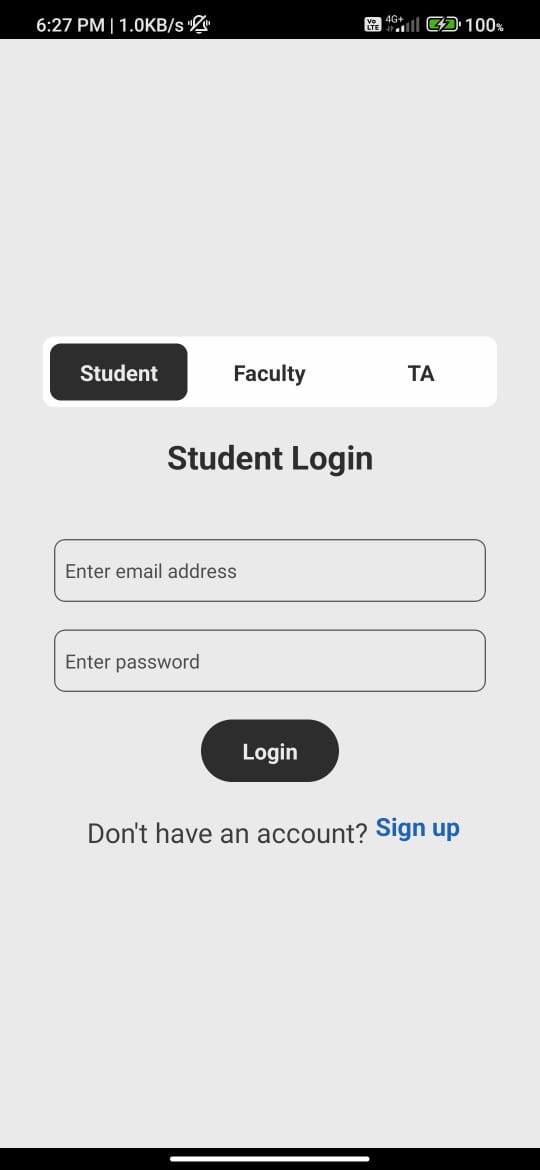 6:27 PM | 1.0KB/s Vo LTE 4G+ 100%
Student Faculty TA
Student Login
Enter email address
Enter password
Login
Don't have an account? Sign up